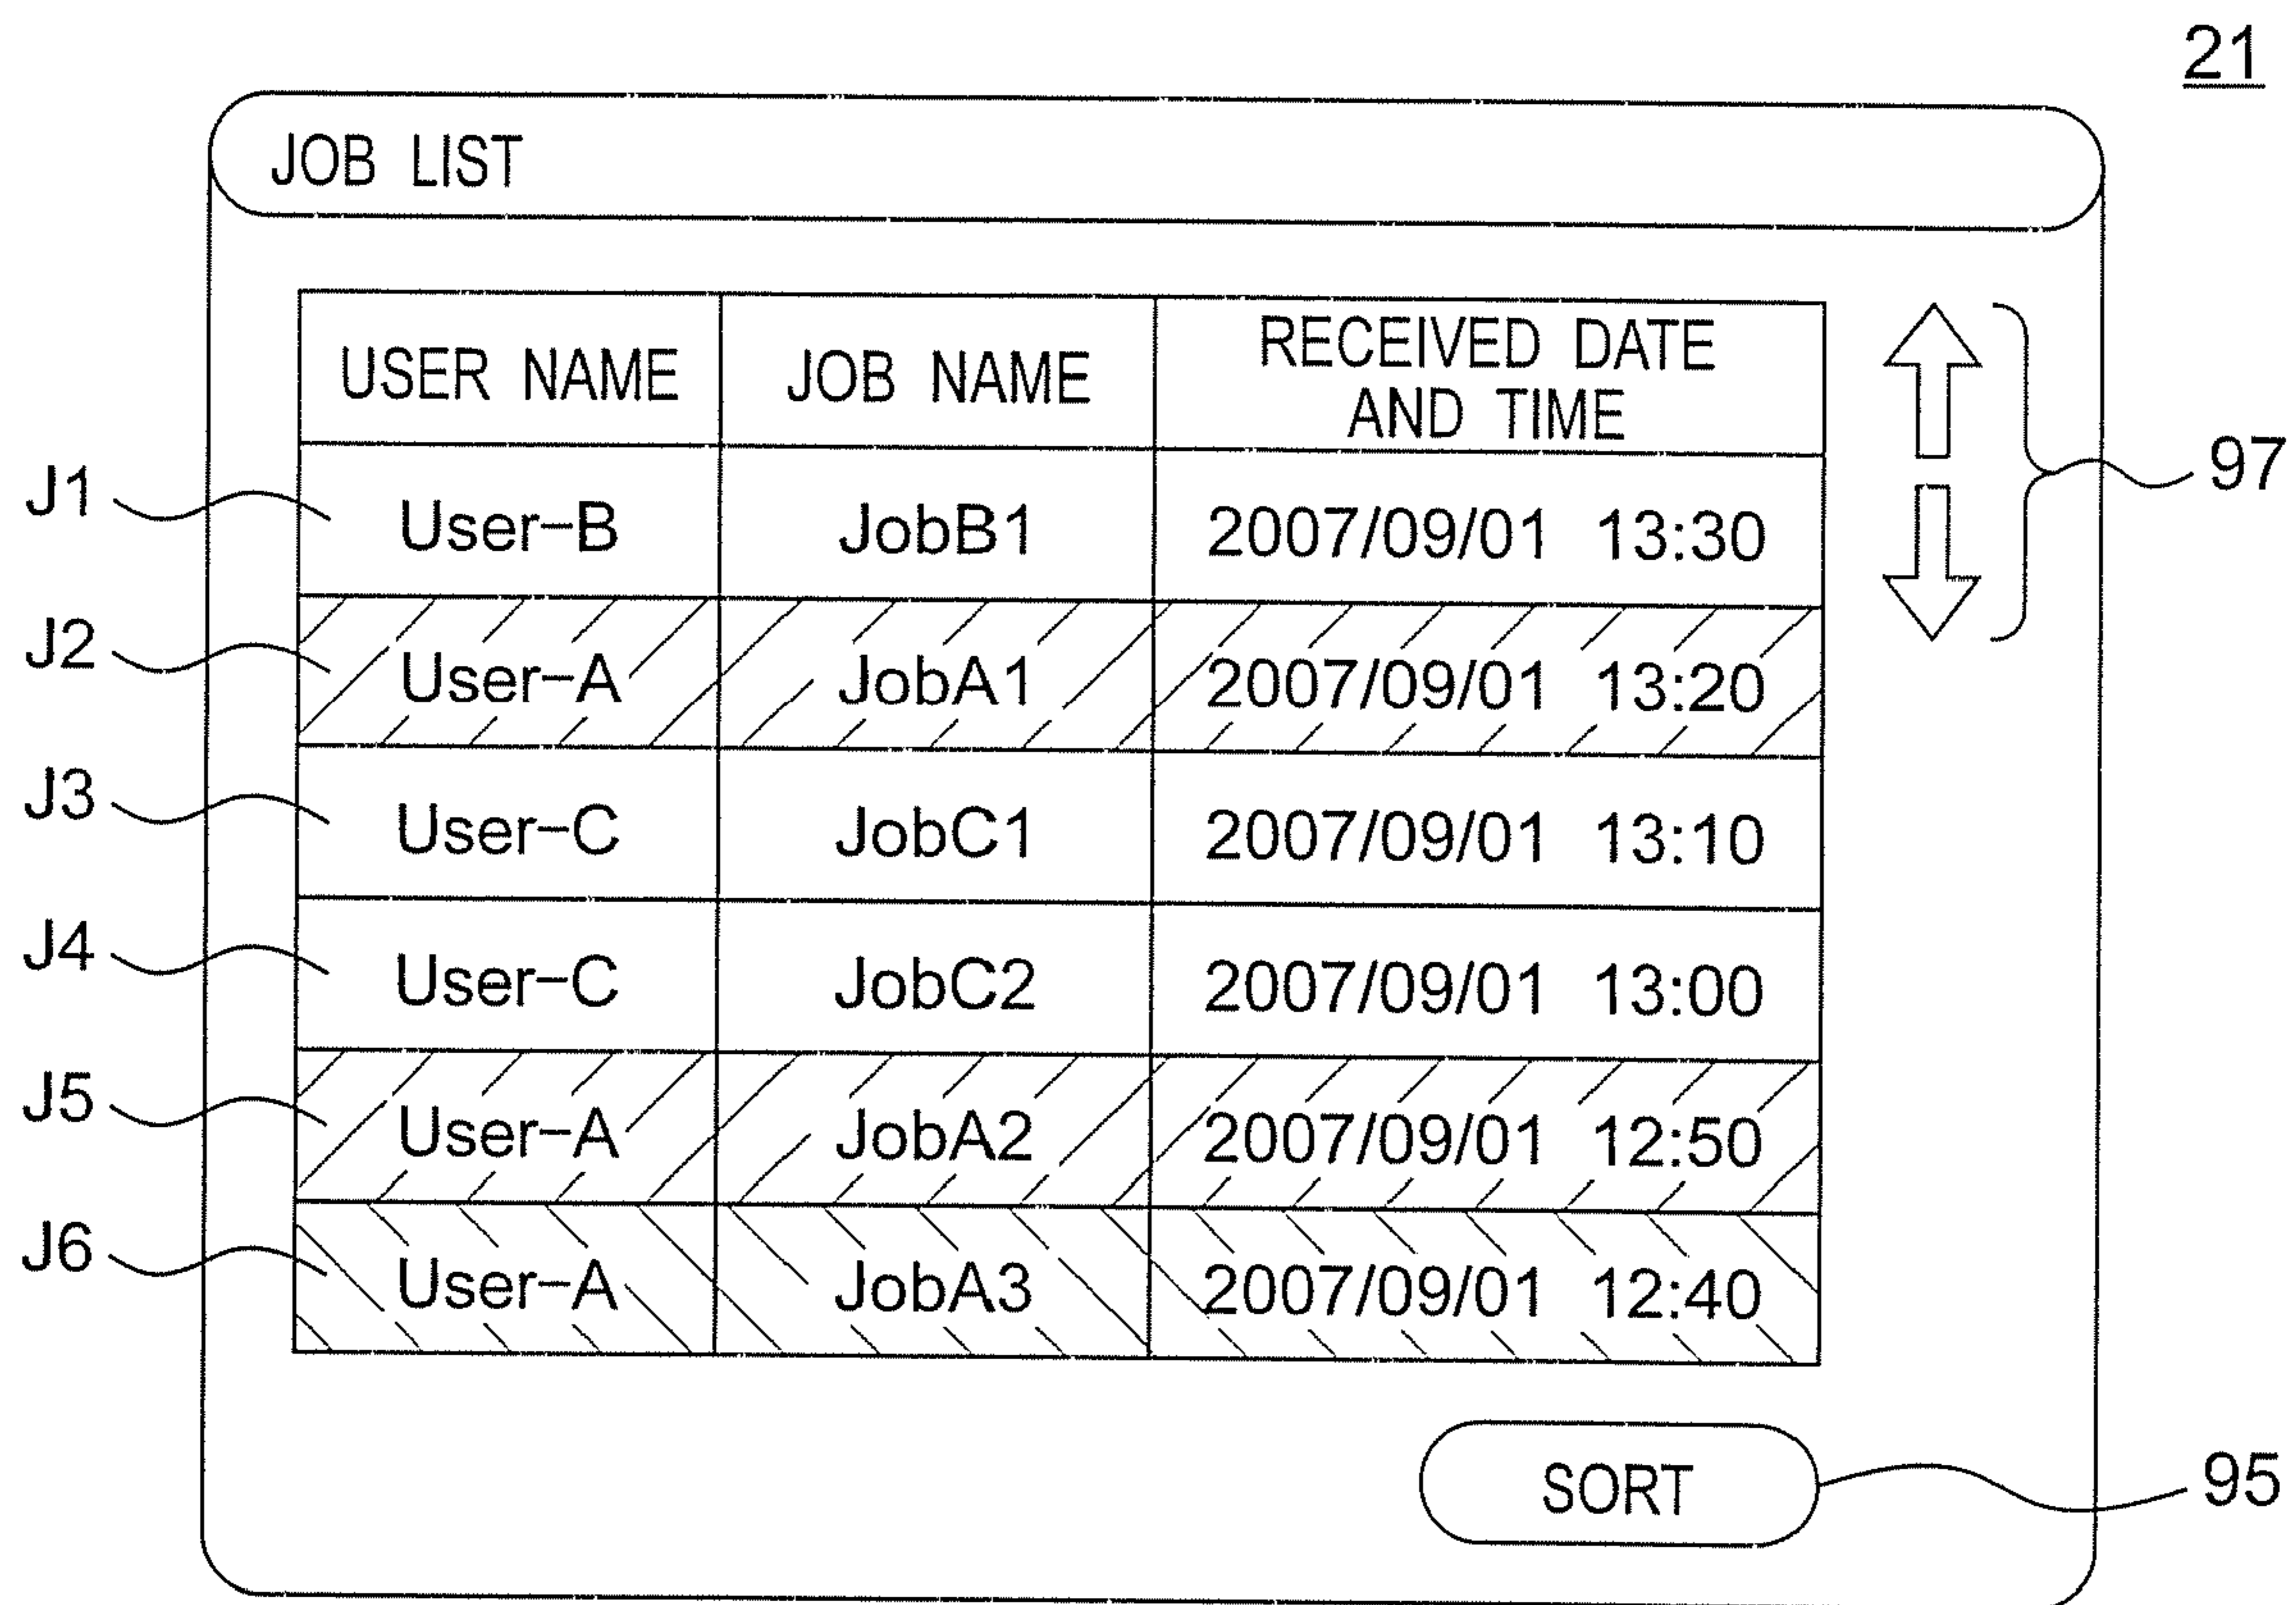 21
JOB LIST
USER NAME JOB NAME RECEIVED DATE
AND TIME
97
J1 User-B JobB1 2007/09/01 13:30
J2 User-A JobA1 2007/09/01 13:20
J3 User-C JobC1 2007/09/01 13:10
J4 User-C JobC2 2007/09/01 13:00
J5 User-A JobA2 2007/09/01 12:50
J6 User-A JobA3 2007/09/01 12:40
SORT 95